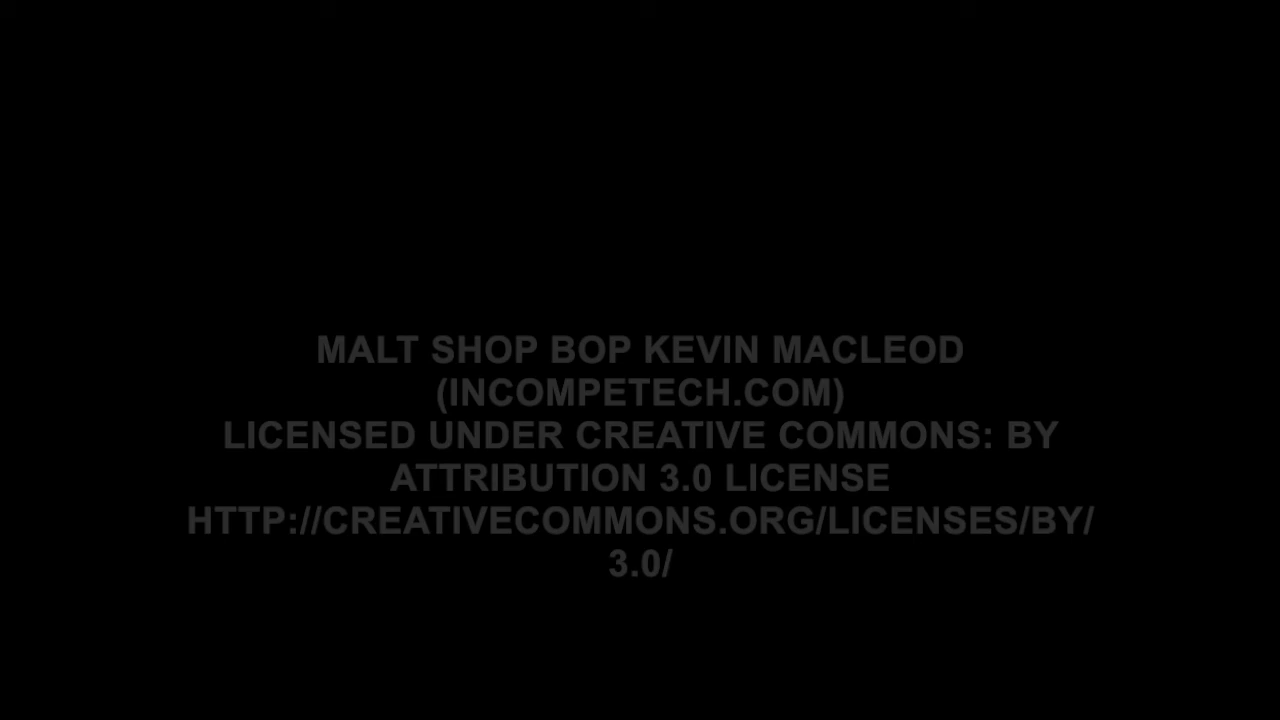 MALT SHOP BOP KEVIN MACLEOD
(INCOMPETECH.COM)
LICENSED UNDER CREATIVE COMMONS: BY
ATTRIBUTION 3.0 LICENSE
HTTP://CREATIVECOMMONS.ORG/LICENSES/BY/
3.0/